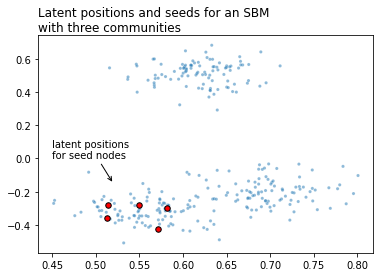 Latent positions and seeds for an SBM
with three communities
0.6
0.4
0.2
0.0
−0.2
−0.4
latent positions
for seed nodes
0.45 0.50 0.55 0.60 0.65 0.70 0.75 0.80